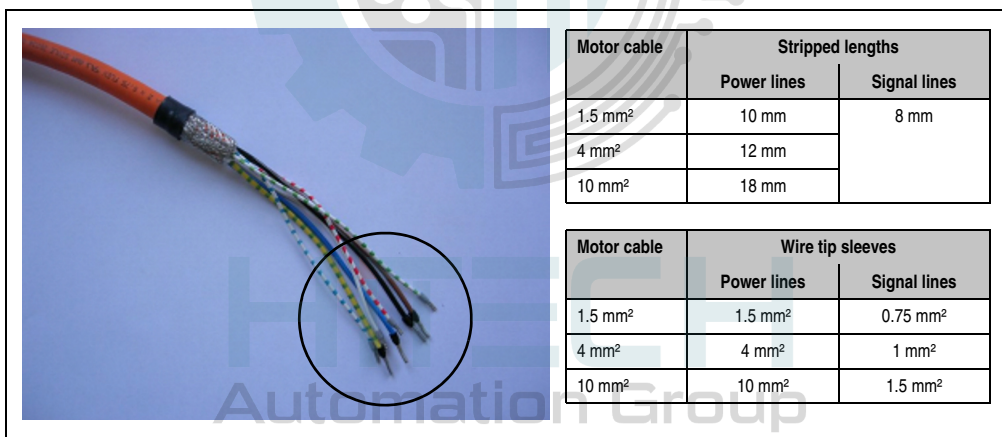 Motor cable Stripped lengths
Power lines Signal lines
1.5 mm² 10 mm 8 mm
4 mm² 12 mm
10 mm² 18 mm
Motor cable Wire tip sleeves
Power lines Signal lines
1.5 mm² 1.5 mm² 0.75 mm²
4 mm² 4 mm² 1 mm²
10 mm² 10 mm² 1.5 mm²
HITECH
Automation Group